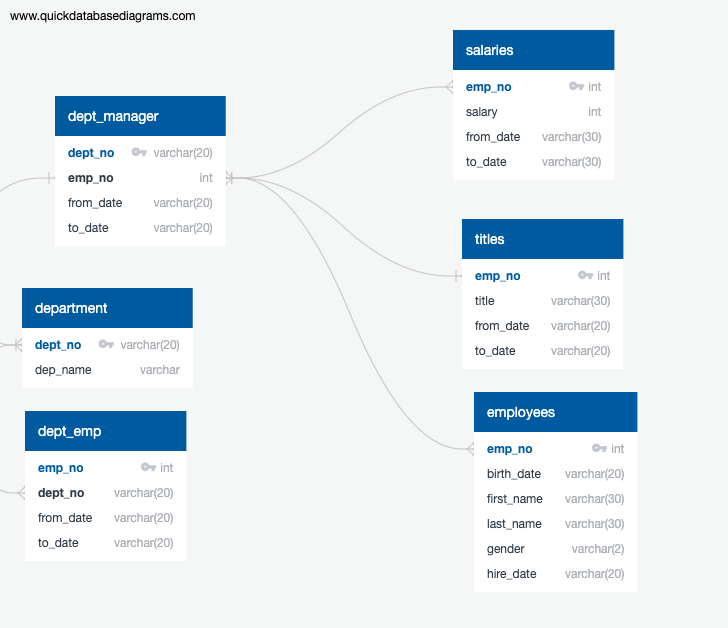 www.quickdatabasediagrams.com
dept_manager
dept_no varchar(20)
emp_no int
from_date varchar(20)
to_date varchar(20)
department
dept_no varchar(20)
dep_name varchar
dept_emp
emp_no int
dept_no varchar(20)
from_date varchar(20)
to_date varchar(20)
salaries
emp_no int
salary int
from_date varchar(30)
to_date varchar(30)
titles
emp_no int
title varchar(30)
from_date varchar(20)
to_date varchar(20)
employees
emp_no int
birth_date varchar(20)
first_name varchar(30)
last_name varchar(30)
gender varchar(2)
hire_date varchar(20)